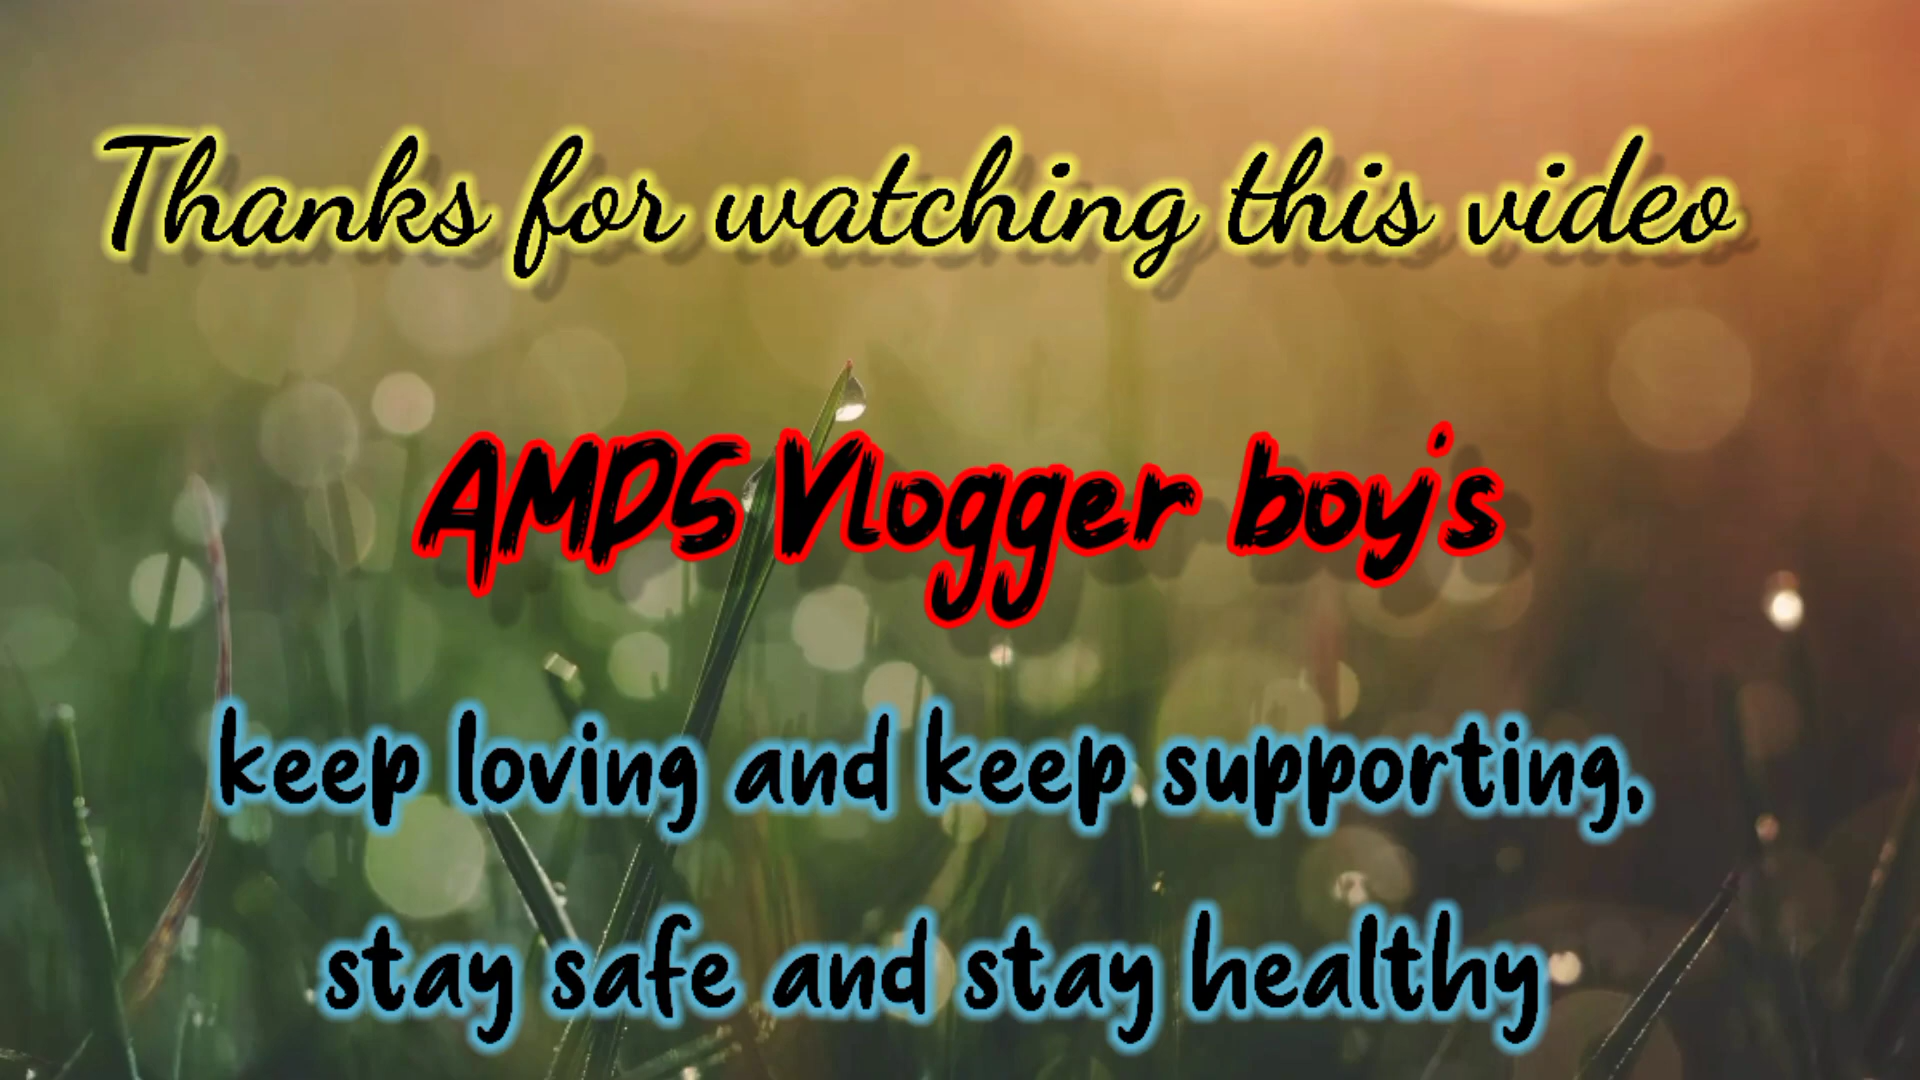 Thanks for watching this video
AMDS Vlogger boy's
keep loving and keep supporting,
stay safe and stay healthy